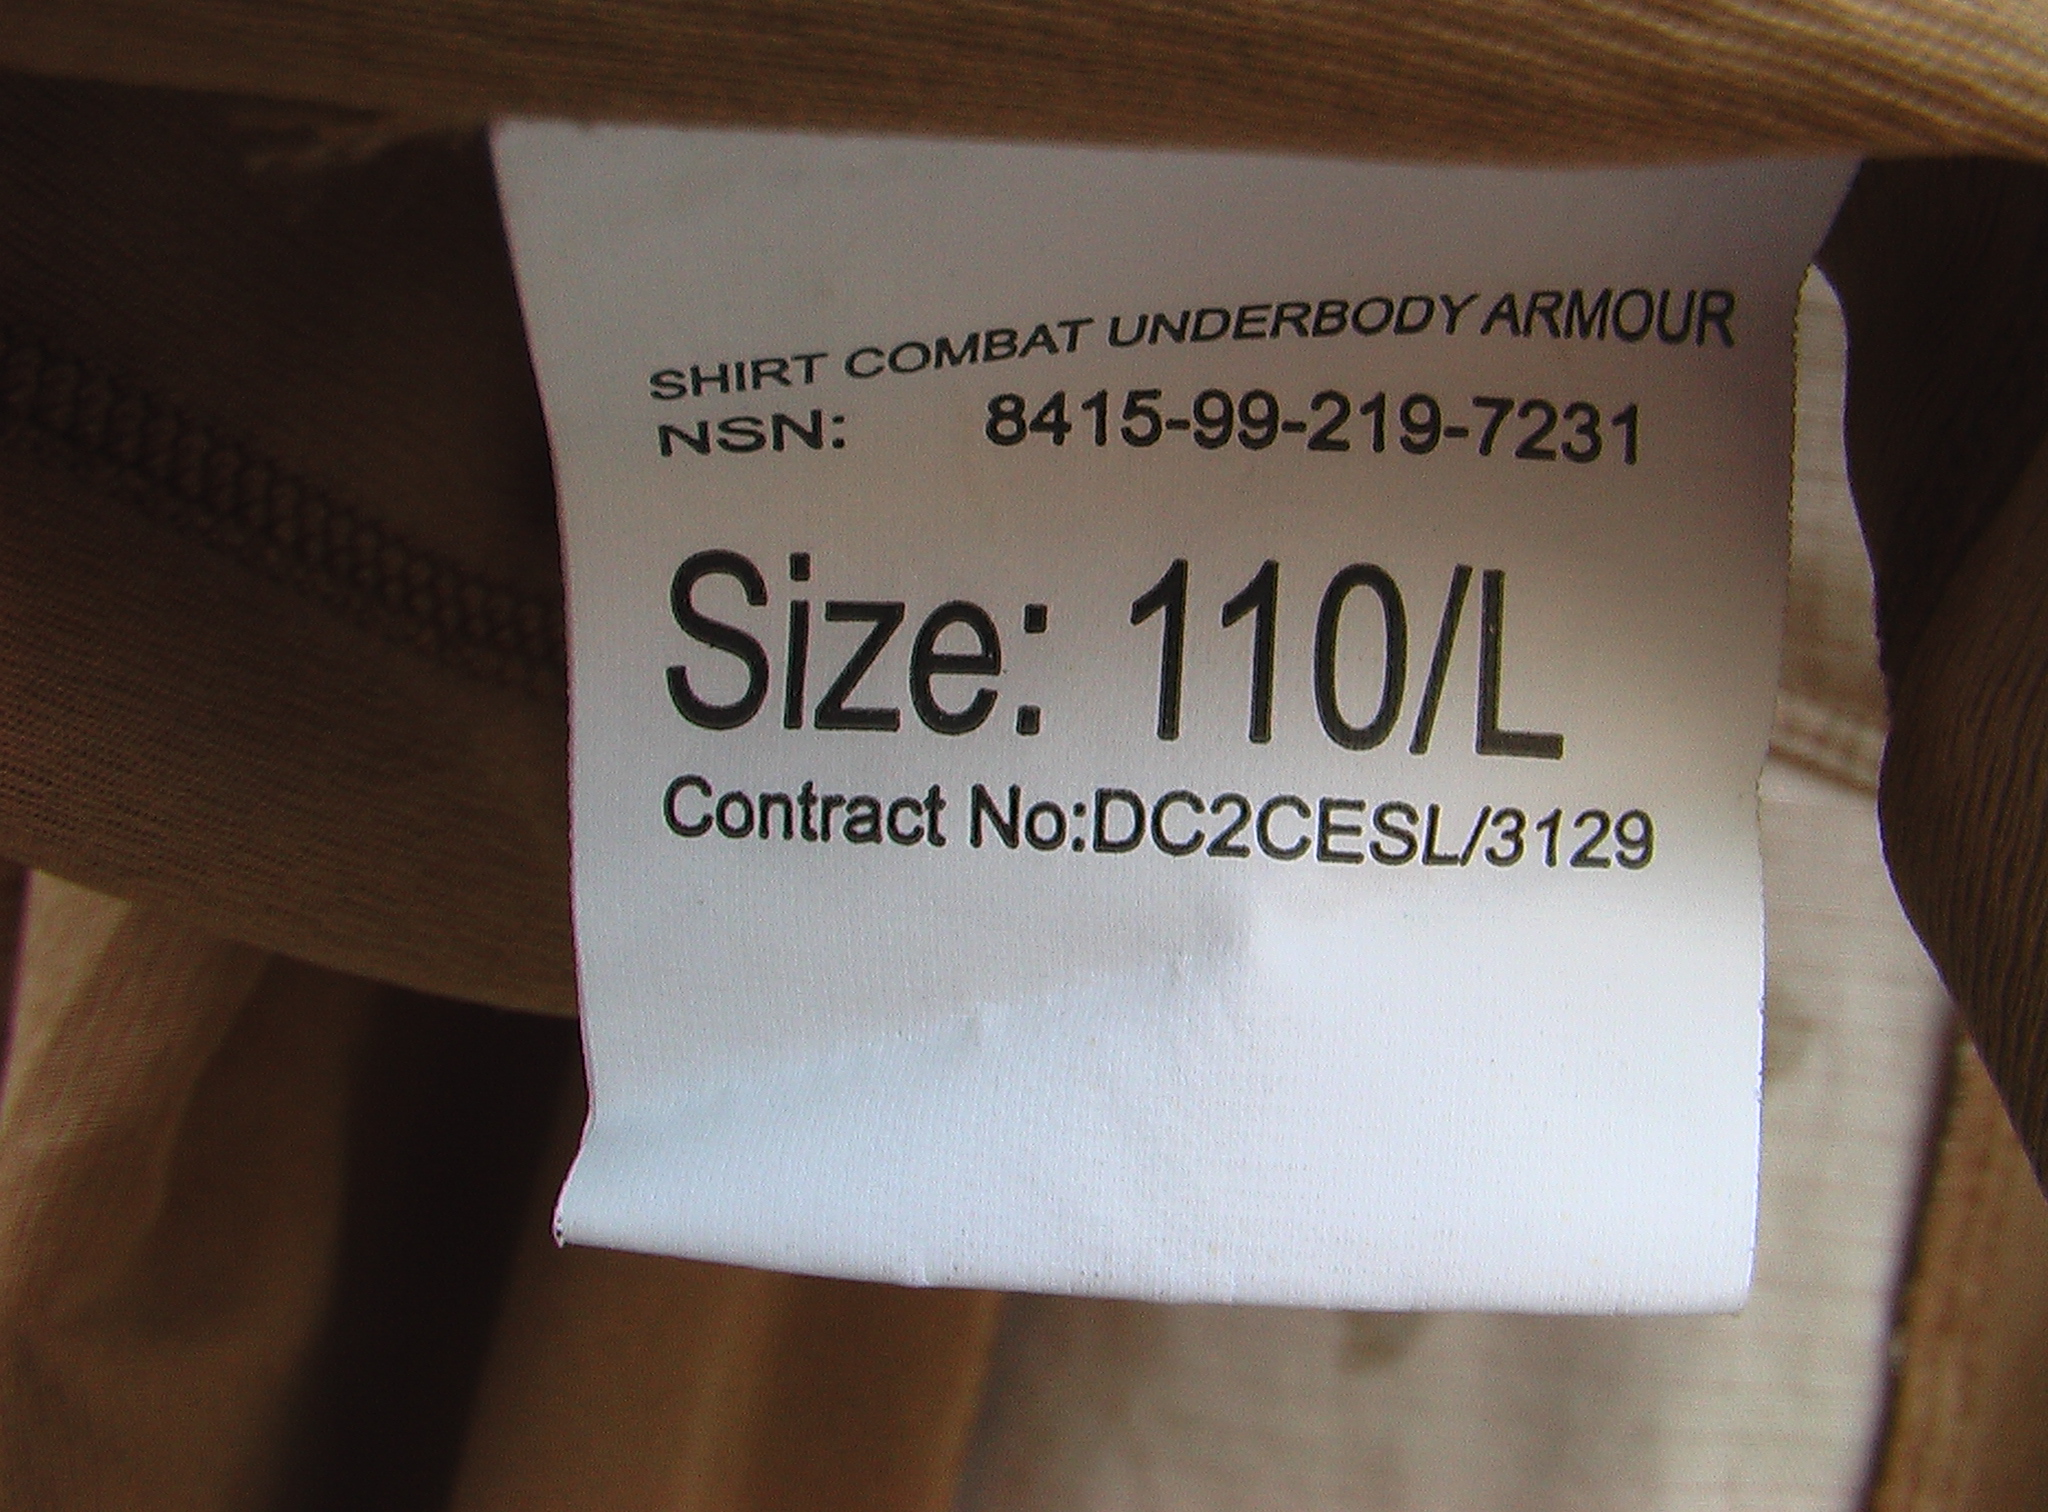 SHIRT COMBAT UNDERBODY ARMOUR
NSN: 8415-99-219-7231
Size: 110/L
Contract No:DC2CESL/3129